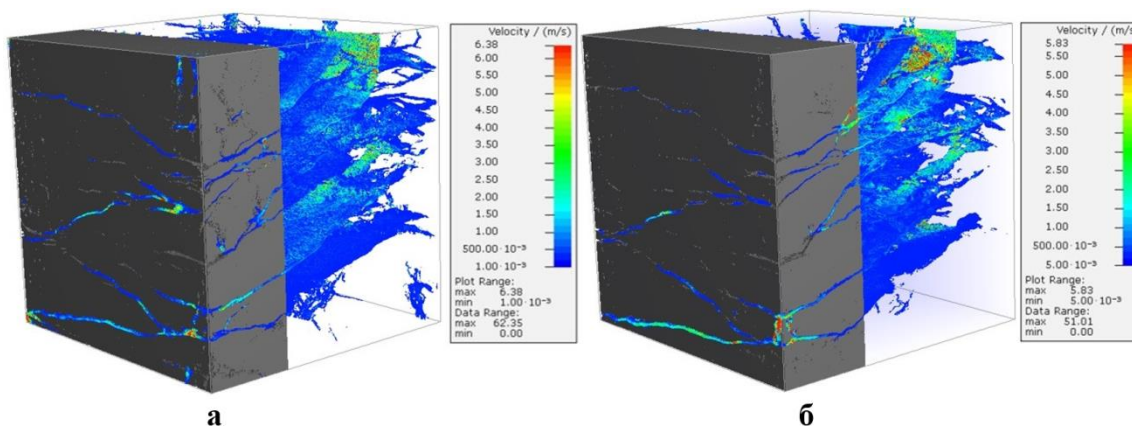 Velocity / (m/s)
6.38
6.00
5.50
5.00
4.50
4.00
3.50
3.00
2.50
2.00
1.50
1.00
500.00·10⁻³
1.00·10⁻³
Plot Range:
max 6.38
min 1.00·10⁻³
Data Range:
max 62.35
min 0.00
а
Velocity / (m/s
5.83
5.50
5.00
4.50
4.00
3.50
3.00
2.50
2.00
1.50
1.00
500.00·10⁻³
5.00·10⁻³
Plot Range:
max 5.83
min 5.00·10⁻³
Data Range:
max 51.01
min 0.00
б